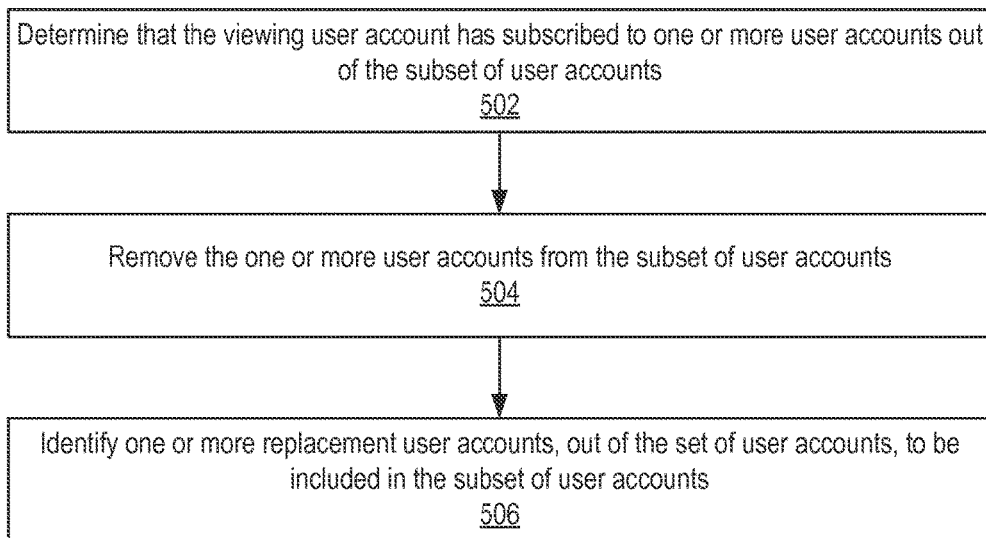 Determine that the viewing user account has subscribed to one or more user accounts out
of the subset of user accounts
502
Remove the one or more user accounts from the subset of user accounts
504
Identify one or more replacement user accounts, out of the set of user accounts, to be
included in the subset of user accounts
506